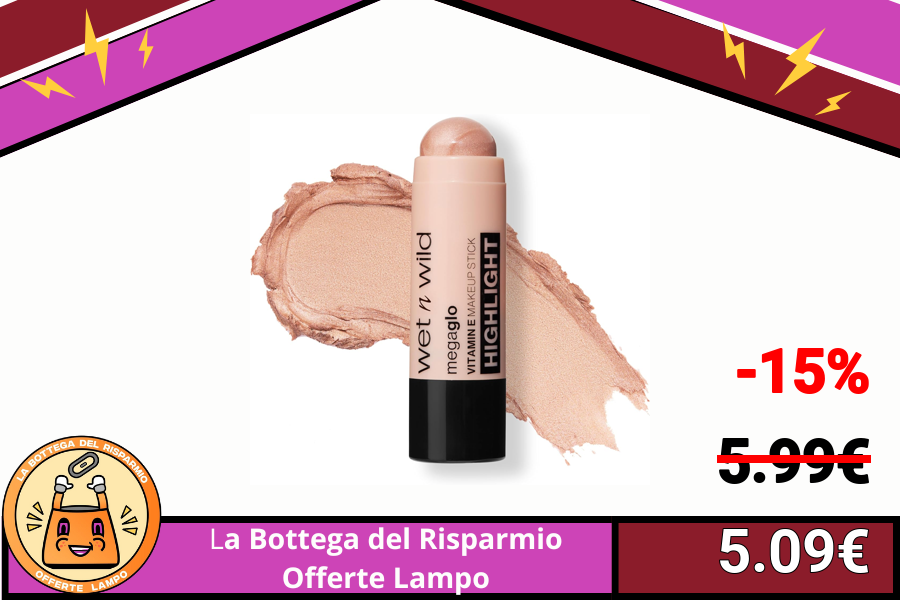 wet n wild
megaglo
VITAMIN E MAKEUP STICK
HIGHLIGHT
-15%
5.99€
LA BOTTEGA DEL RISPARMIO
OFFERTE LAMPO
La Bottega del Risparmio
Offerte Lampo
5.09€